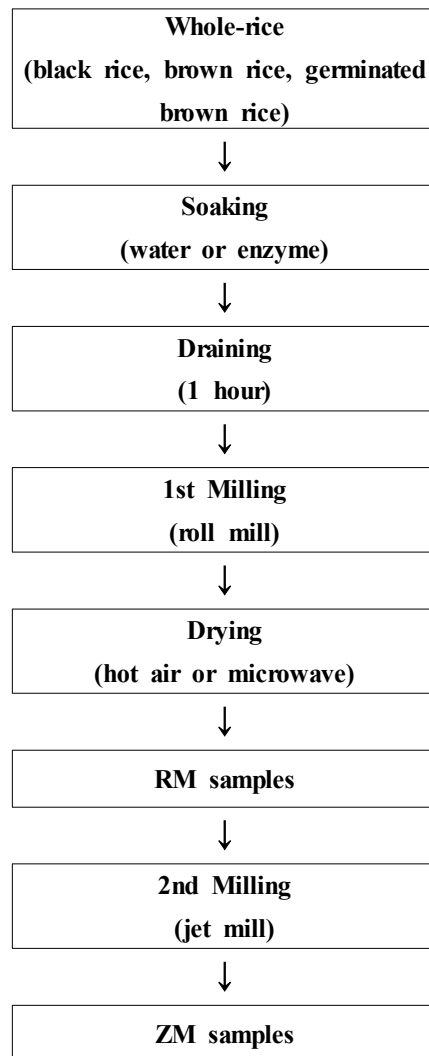 Whole-rice
(black rice, brown rice, germinated
brown rice)
↓
Soaking
(water or enzyme)
↓
Draining
(1 hour)
↓
1st Milling
(roll mill)
↓
Drying
(hot air or microwave)
↓
RM samples
↓
2nd Milling
(jet mill)
↓
ZM samples